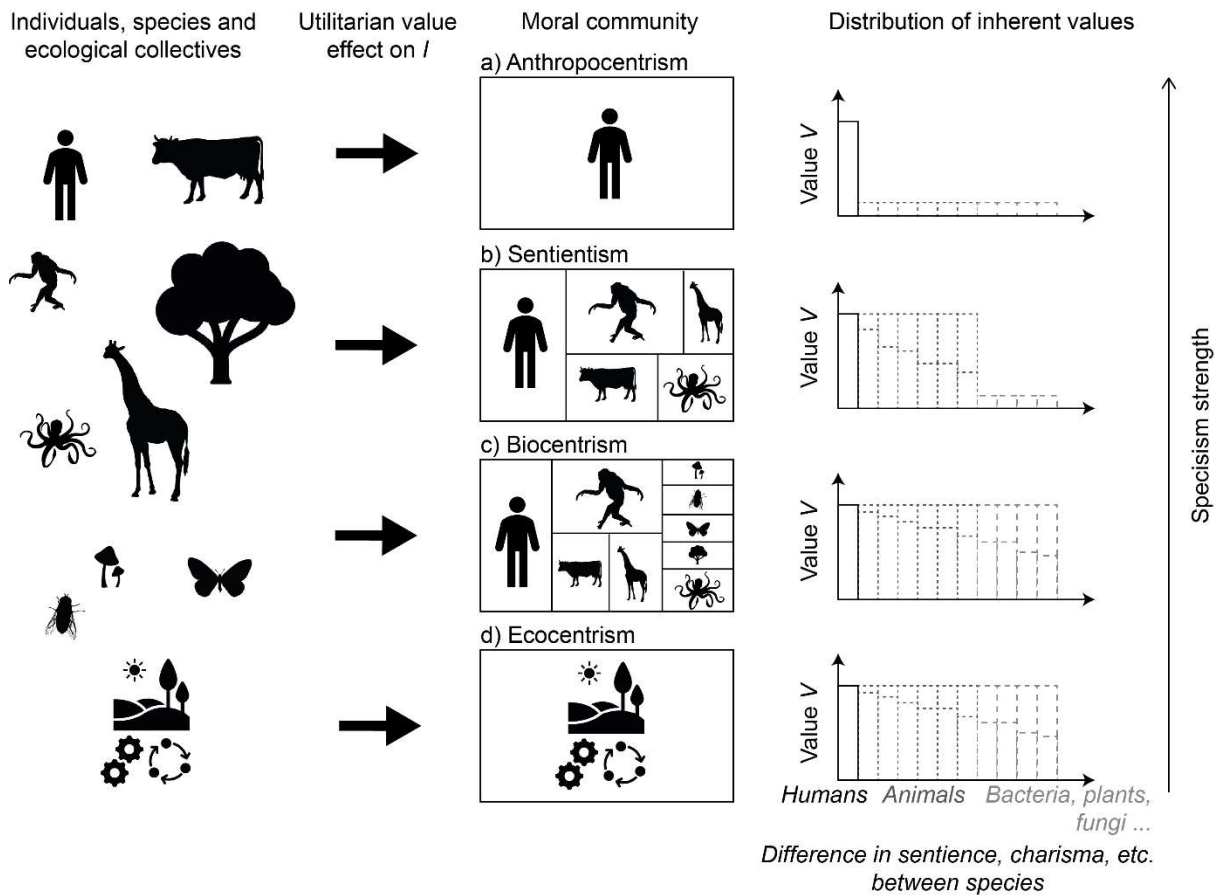 Individuals, species and
ecological collectives
Utilitarian value
effect on I
Moral community
Distribution of inherent values
a) Anthropocentrism
Value V
b) Sentientism
Value V
c) Biocentrism
Value V
d) Ecocentrism
Value V
Specisism strength
Humans Animals Bacteria, plants,
fungi ...
Difference in sentience, charisma, etc.
between species